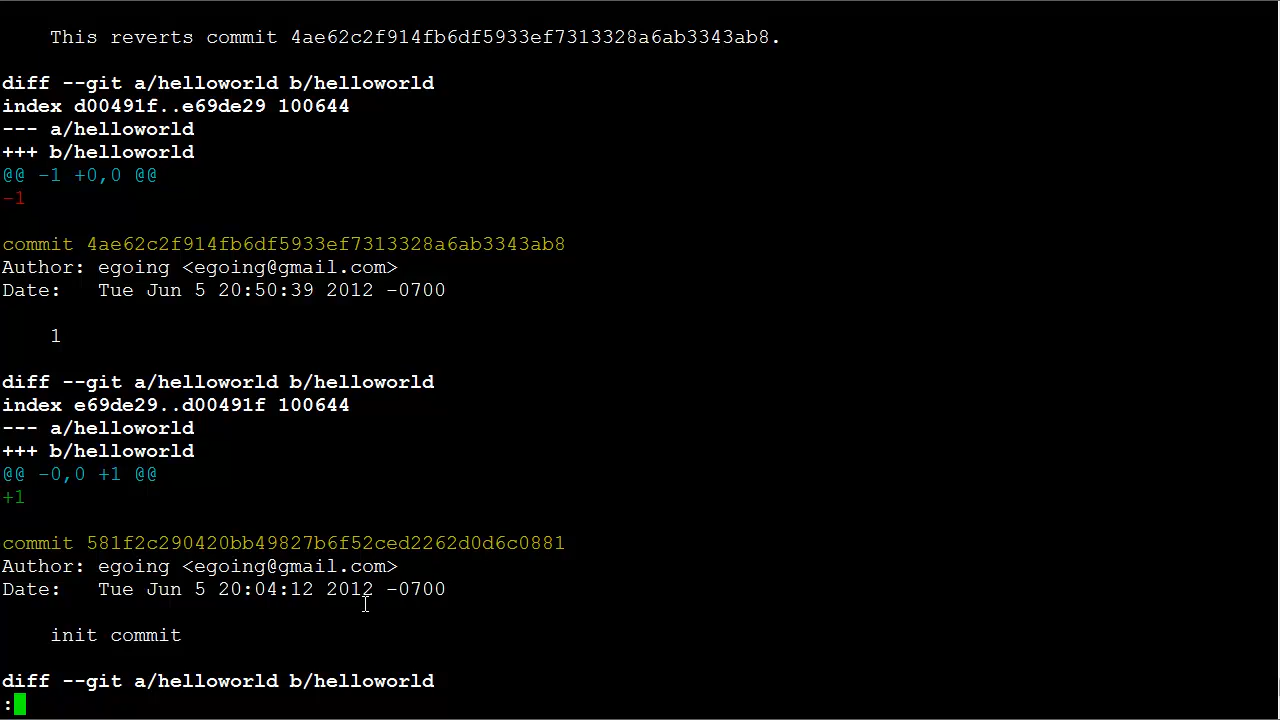 This reverts commit 4ae62c2f914fb6df5933ef7313328a6ab3343ab8.
diff --git a/helloworld b/helloworld
index d00491f..e69de29 100644
--- a/helloworld
+++ b/helloworld
@@ -1 +0,0 @@
-1
commit 4ae62c2f914fb6df5933ef7313328a6ab3343ab8
Author: egoing <egoing@gmail.com>
Date:   Tue Jun 5 20:50:39 2012 -0700
1
diff --git a/helloworld b/helloworld
index e69de29..d00491f 100644
--- a/helloworld
+++ b/helloworld
@@ -0,0 +1 @@
+1
commit 581f2c290420bb49827b6f52ced2262d0d6c0881
Author: egoing <egoing@gmail.com>
Date:   Tue Jun 5 20:04:12 2012 -0700
init commit
diff --git a/helloworld b/helloworld
: